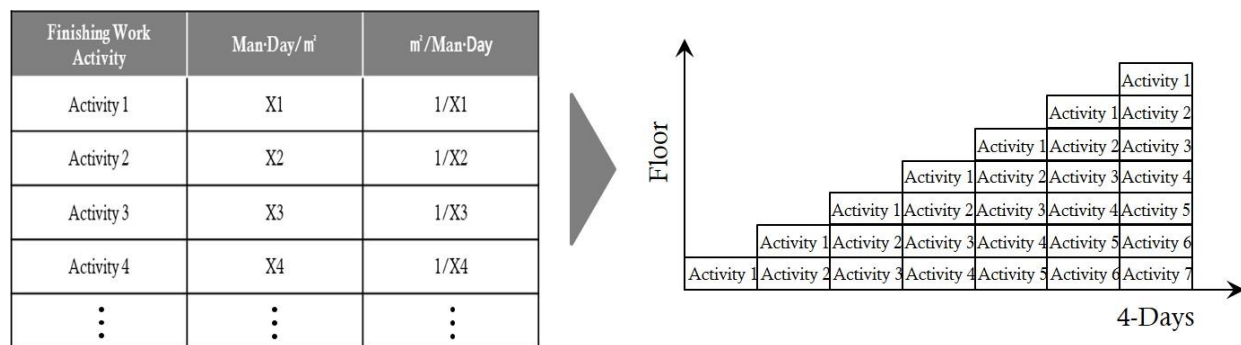 Finishing Work
Activity
Man·Day/㎡
㎡/Man·Day
Activity 1
X1
1/X1
Activity 2
X2
1/X2
Activity 3
X3
1/X3
Activity 4
X4
1/X4
Floor
Activity 1
Activity 1 Activity 2
Activity 1 Activity 2 Activity 3
Activity 1 Activity 2 Activity 3 Activity 4
Activity 1 Activity 2 Activity 3 Activity 4 Activity 5
Activity 1 Activity 2 Activity 3 Activity 4 Activity 5 Activity 6
Activity 1 Activity 2 Activity 3 Activity 4 Activity 5 Activity 6 Activity 7
4-Days